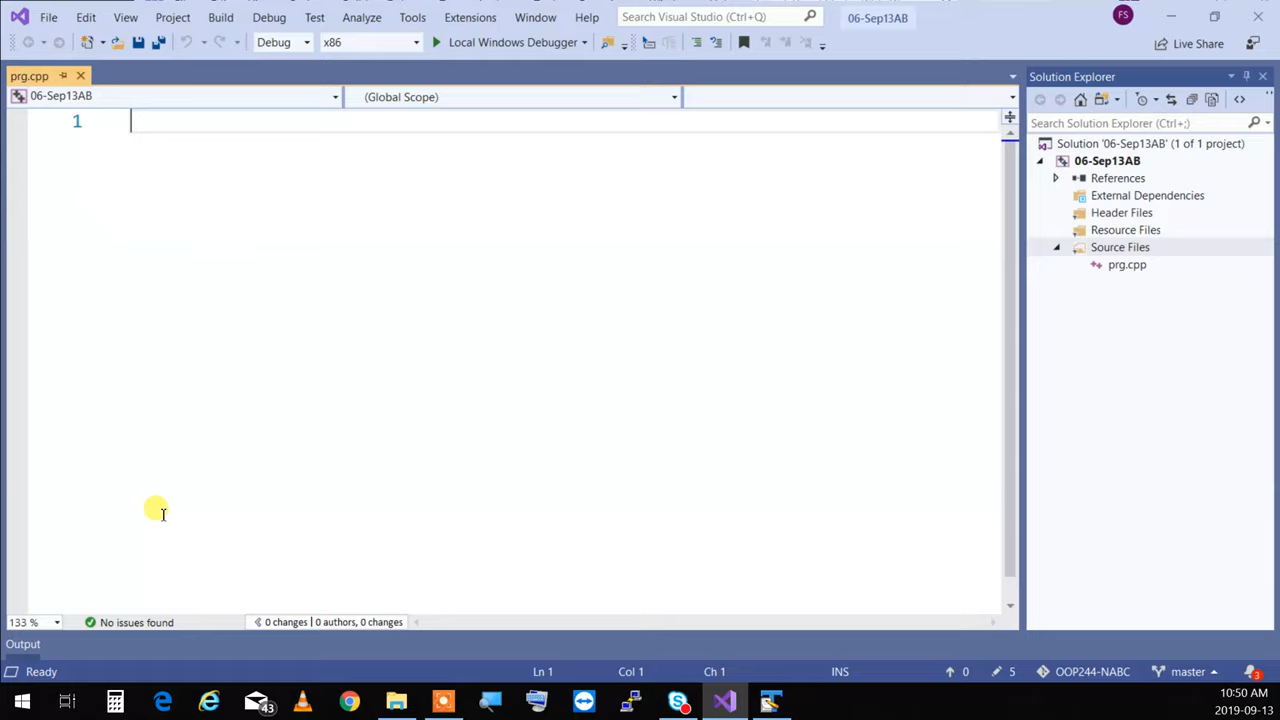 File Edit View Project Build Debug Test Analyze Tools Extensions Window Help Search Visual Studio (Ctrl+Q) 06-Sep13AB FS
Debug x86 Local Windows Debugger Live Share
prg.cpp
06-Sep13AB (Global Scope)
1
Solution Explorer
Search Solution Explorer (Ctrl+;)
Solution '06-Sep13AB' (1 of 1 project)
06-Sep13AB
References
External Dependencies
Header Files
Resource Files
Source Files
prg.cpp
133 % No issues found 0 changes | 0 authors, 0 changes
Output
Ready Ln 1 Col 1 Ch 1 INS 0 5 OOP244-NABC master 3
43
10:50 AM
2019-09-13